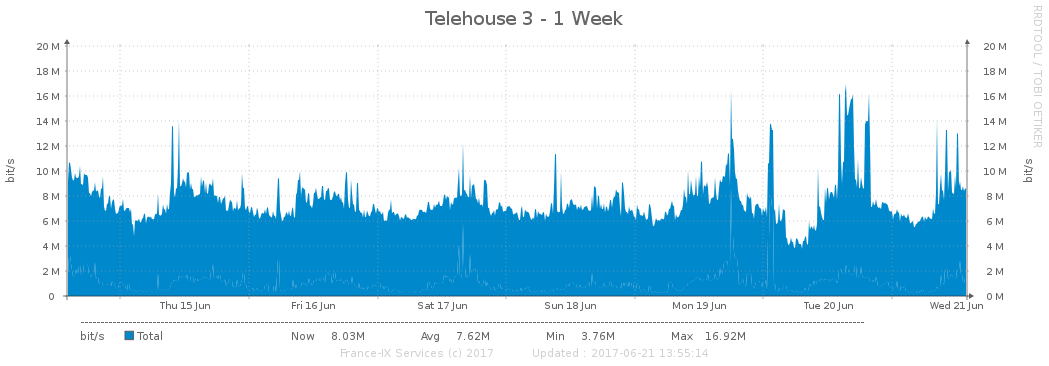 Telehouse 3 - 1 Week
RRDTOOL / TOBI OETIKER
bit/s
bit/s
20 M 20 M
18 M 18 M
16 M 16 M
14 M 14 M
12 M 12 M
10 M 10 M
8 M 8 M
6 M 6 M
4 M 4 M
2 M 2 M
0 0 M
Thu 15 Jun Fri 16 Jun Sat 17 Jun Sun 18 Jun Mon 19 Jun Tue 20 Jun Wed 21 Jun
bit/s Total Now 8.03M Avg 7.62M Min 3.76M Max 16.92M
France-IX Services (c) 2017 Updated : 2017-06-21 13:55:14